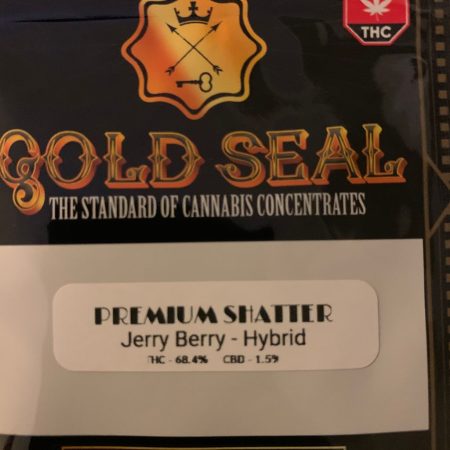 THC
GOLD SEAL
THE STANDARD OF CANNABIS CONCENTRATES
PREMIUM SHATTER
Jerry Berry - Hybrid
THC - 68.4% CBD - 1.5%